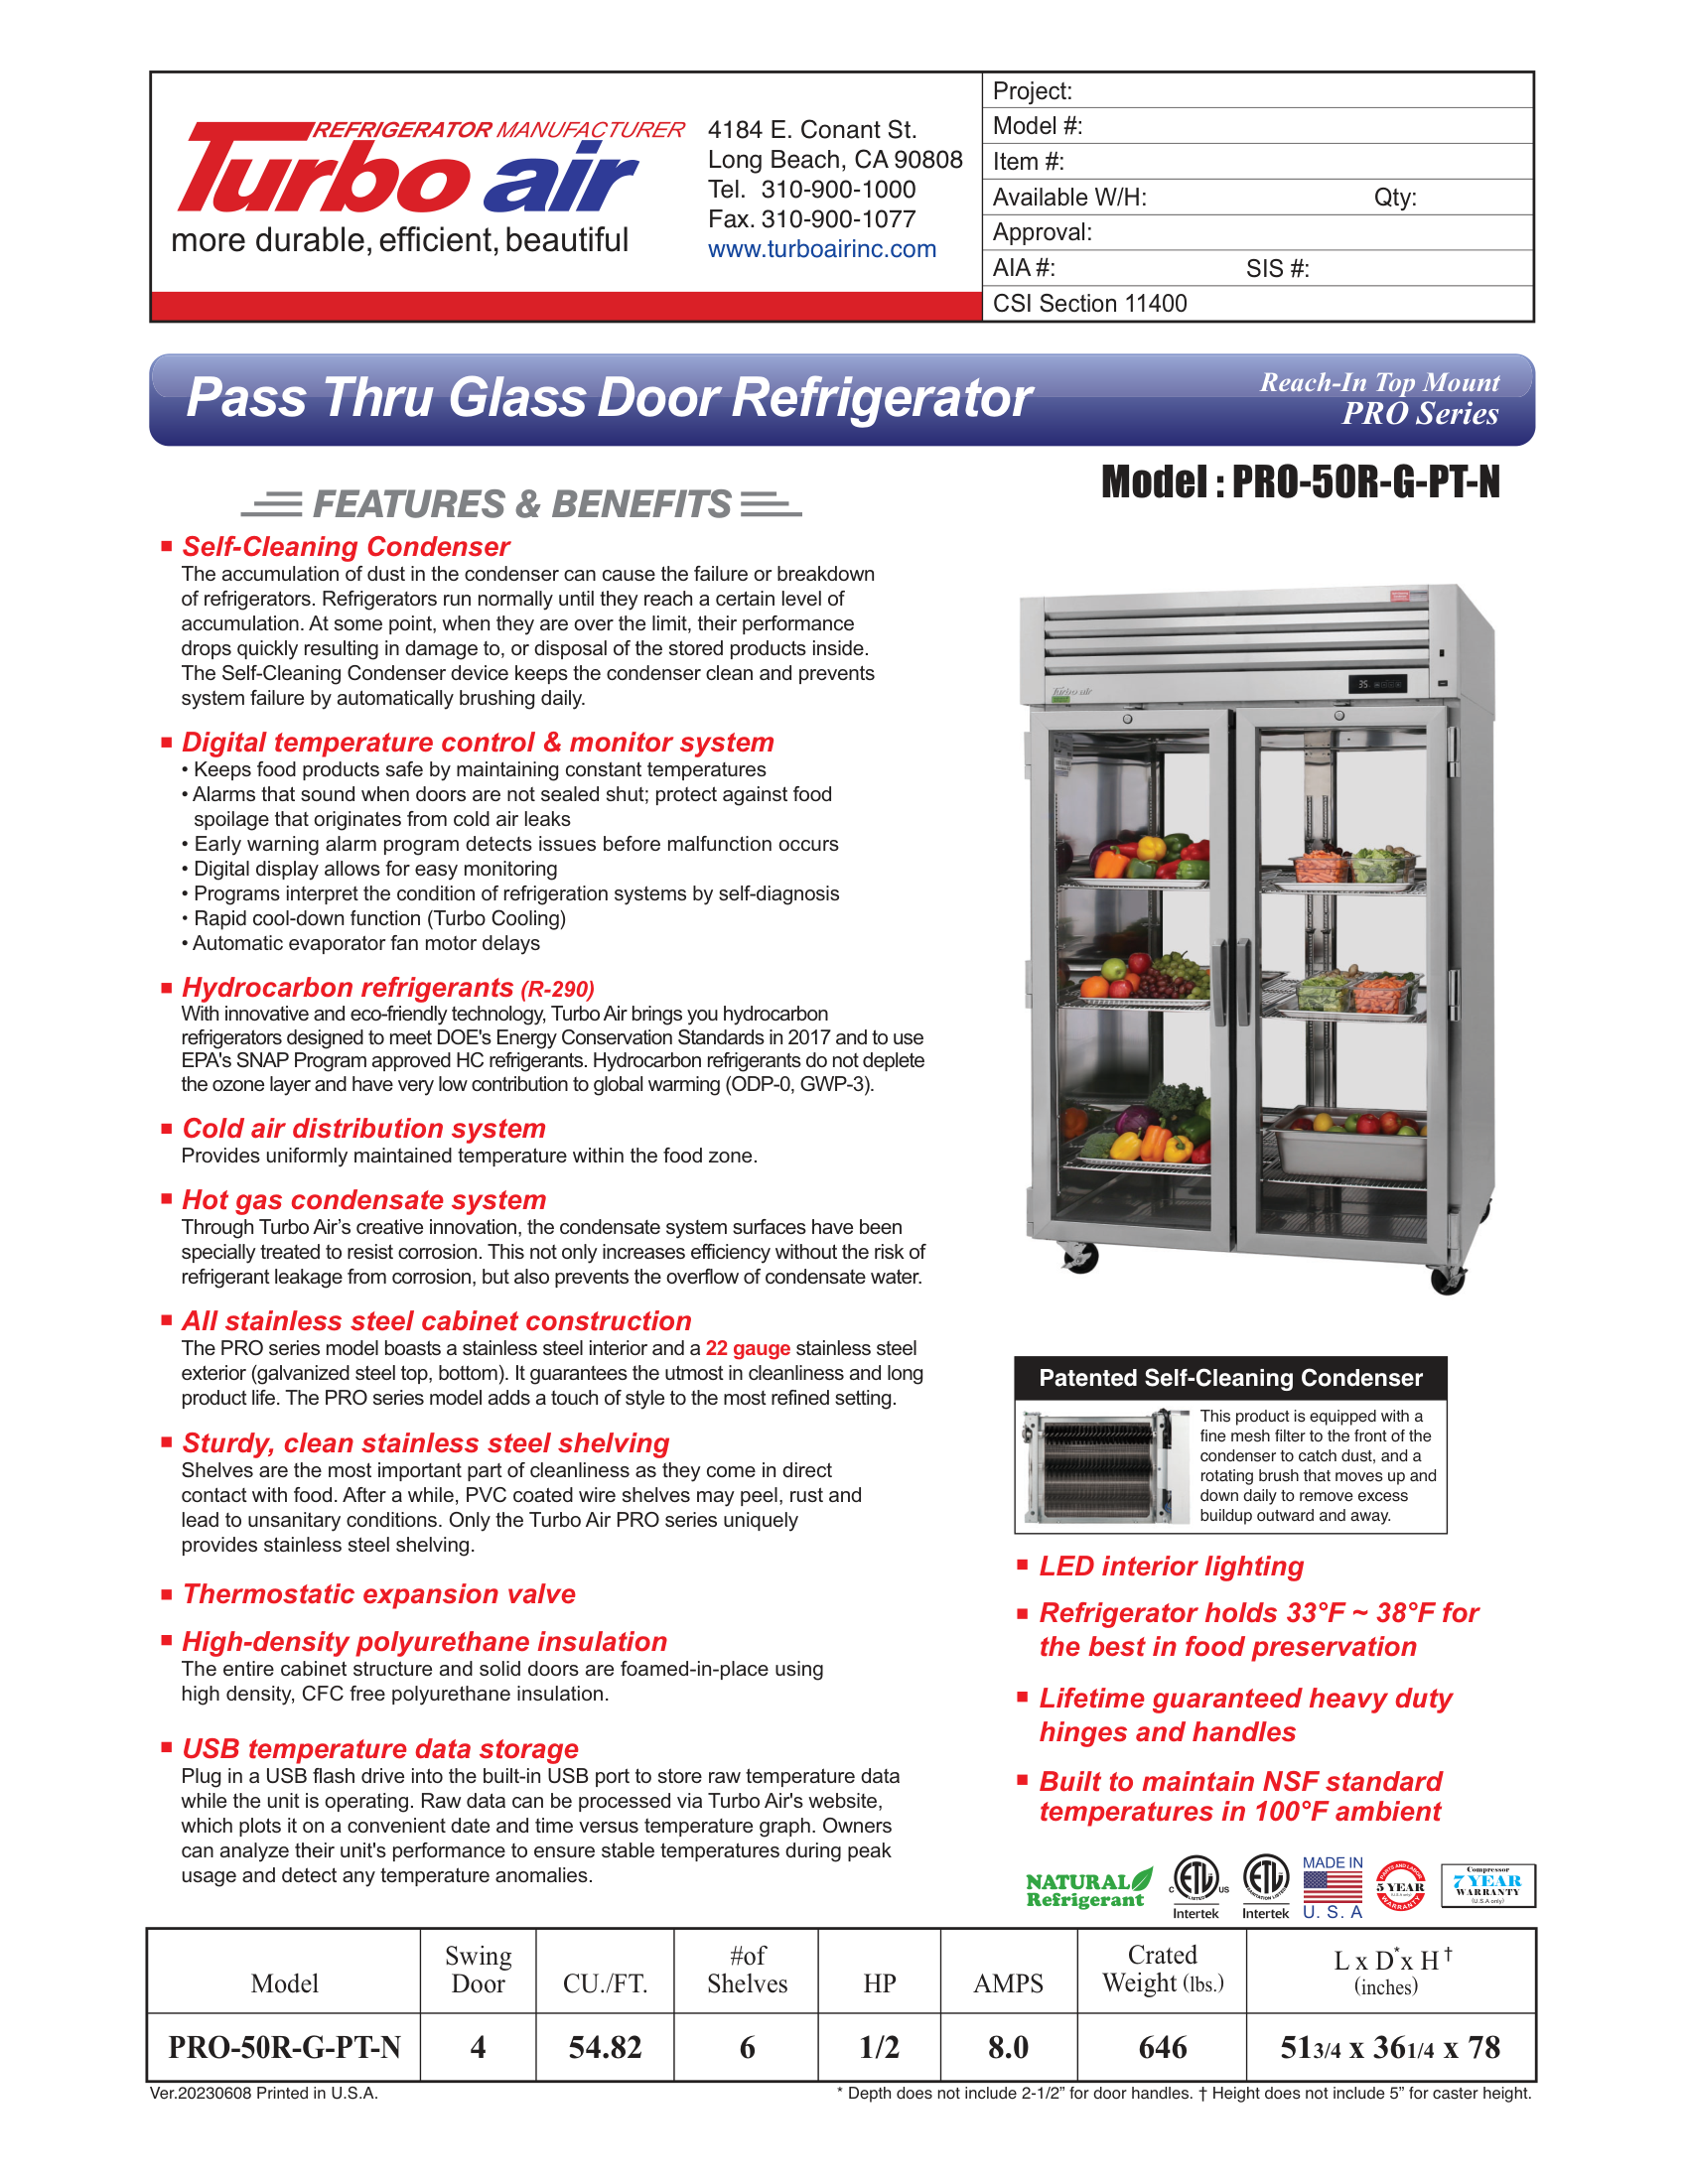 REFRIGERATOR MANUFACTURER
Turbo air
more durable, efficient, beautiful
4184 E. Conant St.
Long Beach, CA 90808
Tel. 310-900-1000
Fax. 310-900-1077
www.turboairinc.com
Project:
Model #:
Item #:
Available W/H: Qty:
Approval:
AIA #: SIS #:
CSI Section 11400
Pass Thru Glass Door Refrigerator
Reach-In Top Mount
PRO Series
Model : PRO-50R-G-PT-N
FEATURES & BENEFITS
Self-Cleaning Condenser
The accumulation of dust in the condenser can cause the failure or breakdown
of refrigerators. Refrigerators run normally until they reach a certain level of
accumulation. At some point, when they are over the limit, their performance
drops quickly resulting in damage to, or disposal of the stored products inside.
The Self-Cleaning Condenser device keeps the condenser clean and prevents
system failure by automatically brushing daily.
Digital temperature control & monitor system
• Keeps food products safe by maintaining constant temperatures
• Alarms that sound when doors are not sealed shut; protect against food
spoilage that originates from cold air leaks
• Early warning alarm program detects issues before malfunction occurs
• Digital display allows for easy monitoring
• Programs interpret the condition of refrigeration systems by self-diagnosis
• Rapid cool-down function (Turbo Cooling)
• Automatic evaporator fan motor delays
Hydrocarbon refrigerants (R-290)
With innovative and eco-friendly technology, Turbo Air brings you hydrocarbon
refrigerators designed to meet DOE's Energy Conservation Standards in 2017 and to use
EPA's SNAP Program approved HC refrigerants. Hydrocarbon refrigerants do not deplete
the ozone layer and have very low contribution to global warming (ODP-0, GWP-3).
Cold air distribution system
Provides uniformly maintained temperature within the food zone.
Hot gas condensate system
Through Turbo Air’s creative innovation, the condensate system surfaces have been
specially treated to resist corrosion. This not only increases efficiency without the risk of
refrigerant leakage from corrosion, but also prevents the overflow of condensate water.
All stainless steel cabinet construction
The PRO series model boasts a stainless steel interior and a 22 gauge stainless steel
exterior (galvanized steel top, bottom). It guarantees the utmost in cleanliness and long
product life. The PRO series model adds a touch of style to the most refined setting.
Sturdy, clean stainless steel shelving
Shelves are the most important part of cleanliness as they come in direct
contact with food. After a while, PVC coated wire shelves may peel, rust and
lead to unsanitary conditions. Only the Turbo Air PRO series uniquely
provides stainless steel shelving.
Thermostatic expansion valve
High-density polyurethane insulation
The entire cabinet structure and solid doors are foamed-in-place using
high density, CFC free polyurethane insulation.
USB temperature data storage
Plug in a USB flash drive into the built-in USB port to store raw temperature data
while the unit is operating. Raw data can be processed via Turbo Air's website,
which plots it on a convenient date and time versus temperature graph. Owners
can analyze their unit's performance to ensure stable temperatures during peak
usage and detect any temperature anomalies.
Turbo air
35
Patented Self-Cleaning Condenser
This product is equipped with a
fine mesh filter to the front of the
condenser to catch dust, and a
rotating brush that moves up and
down daily to remove excess
buildup outward and away.
LED interior lighting
Refrigerator holds 33°F ~ 38°F for
the best in food preservation
Lifetime guaranteed heavy duty
hinges and handles
Built to maintain NSF standard
temperatures in 100°F ambient
NATURAL
Refrigerant
C ETL US
LISTED
Intertek
ETL
SANITATION LISTED
Intertek
MADE IN
U. S. A
PARTS AND LABOR
5 YEAR
(U.S.A only)
WARRANTY
Compressor
7 YEAR
WARRANTY
(U.S.A only)
Model Swing Door CU./FT. #of Shelves HP AMPS Crated Weight (lbs.) L x D* x H† (inches)
PRO-50R-G-PT-N 4 54.82 6 1/2 8.0 646 513/4 x 361/4 x 78
Ver.20230608 Printed in U.S.A.
* Depth does not include 2-1/2” for door handles. † Height does not include 5” for caster height.